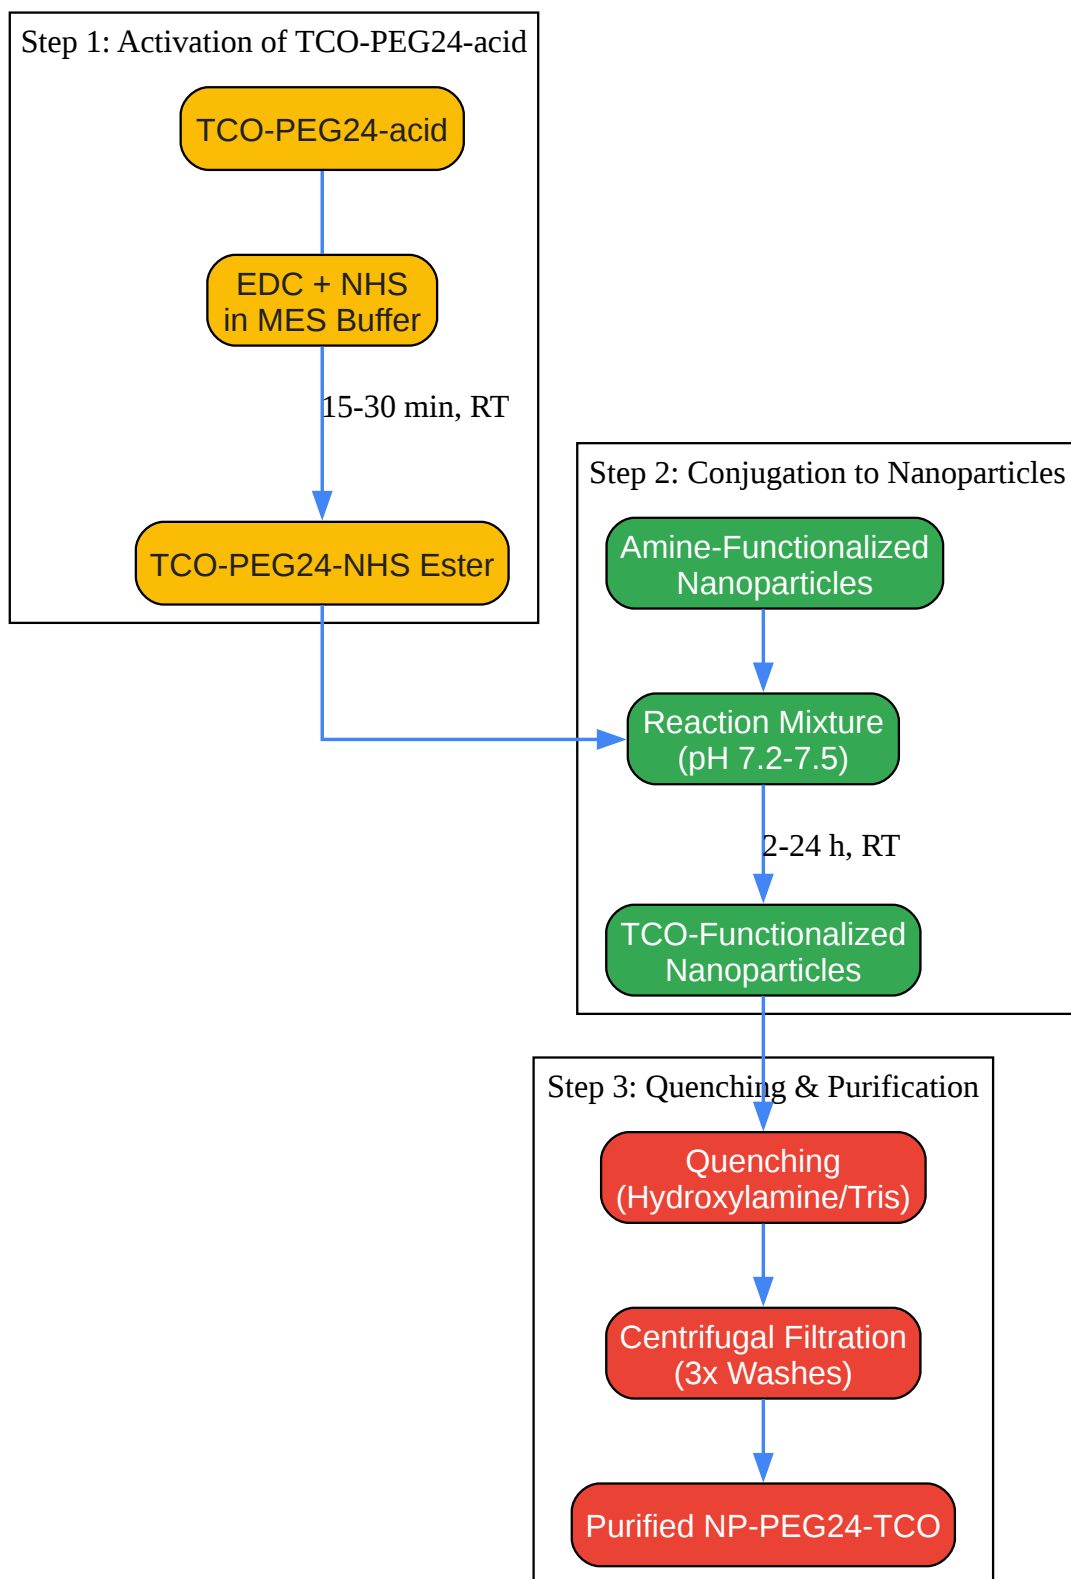 Step 1: Activation of TCO-PEG24-acid
TCO-PEG24-acid
EDC + NHS
in MES Buffer
15-30 min, RT
TCO-PEG24-NHS Ester
Step 2: Conjugation to Nanoparticles
Amine-Functionalized
Nanoparticles
Reaction Mixture
(pH 7.2-7.5)
2-24 h, RT
TCO-Functionalized
Nanoparticles
Step 3: Quenching & Purification
Quenching
(Hydroxylamine/Tris)
Centrifugal Filtration
(3x Washes)
Purified NP-PEG24-TCO